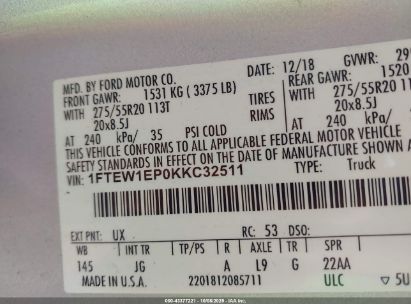 MFD. BY FORD MOTOR CO.
DATE: 12/18 GVWR: 29
FRONT GAWR: 1531 KG ( 3375 LB) REAR GAWR: 1520
WITH 275/55R20 113T TIRES WITH 275/55R20
20x8.5J RIMS 20x8.5J
AT 240 kPa/ 35 PSI COLD AT 240 kPa/
THIS VEHICLE CONFORMS TO ALL APPLICABLE FEDERAL MOTOR VEHICLE
SAFETY STANDARDS IN EFFECT ON THE DATE OF MANUFACTURE
VIN: 1FTEW1EP0KKC32511 TYPE: Truck
EXT PNT: UX RC: 53 DSO:
WB INT TR TP/PS R AXLE TR SPR
145 JG A L9 G 22AA
MADE IN U.S.A. 2201812085711 ULC